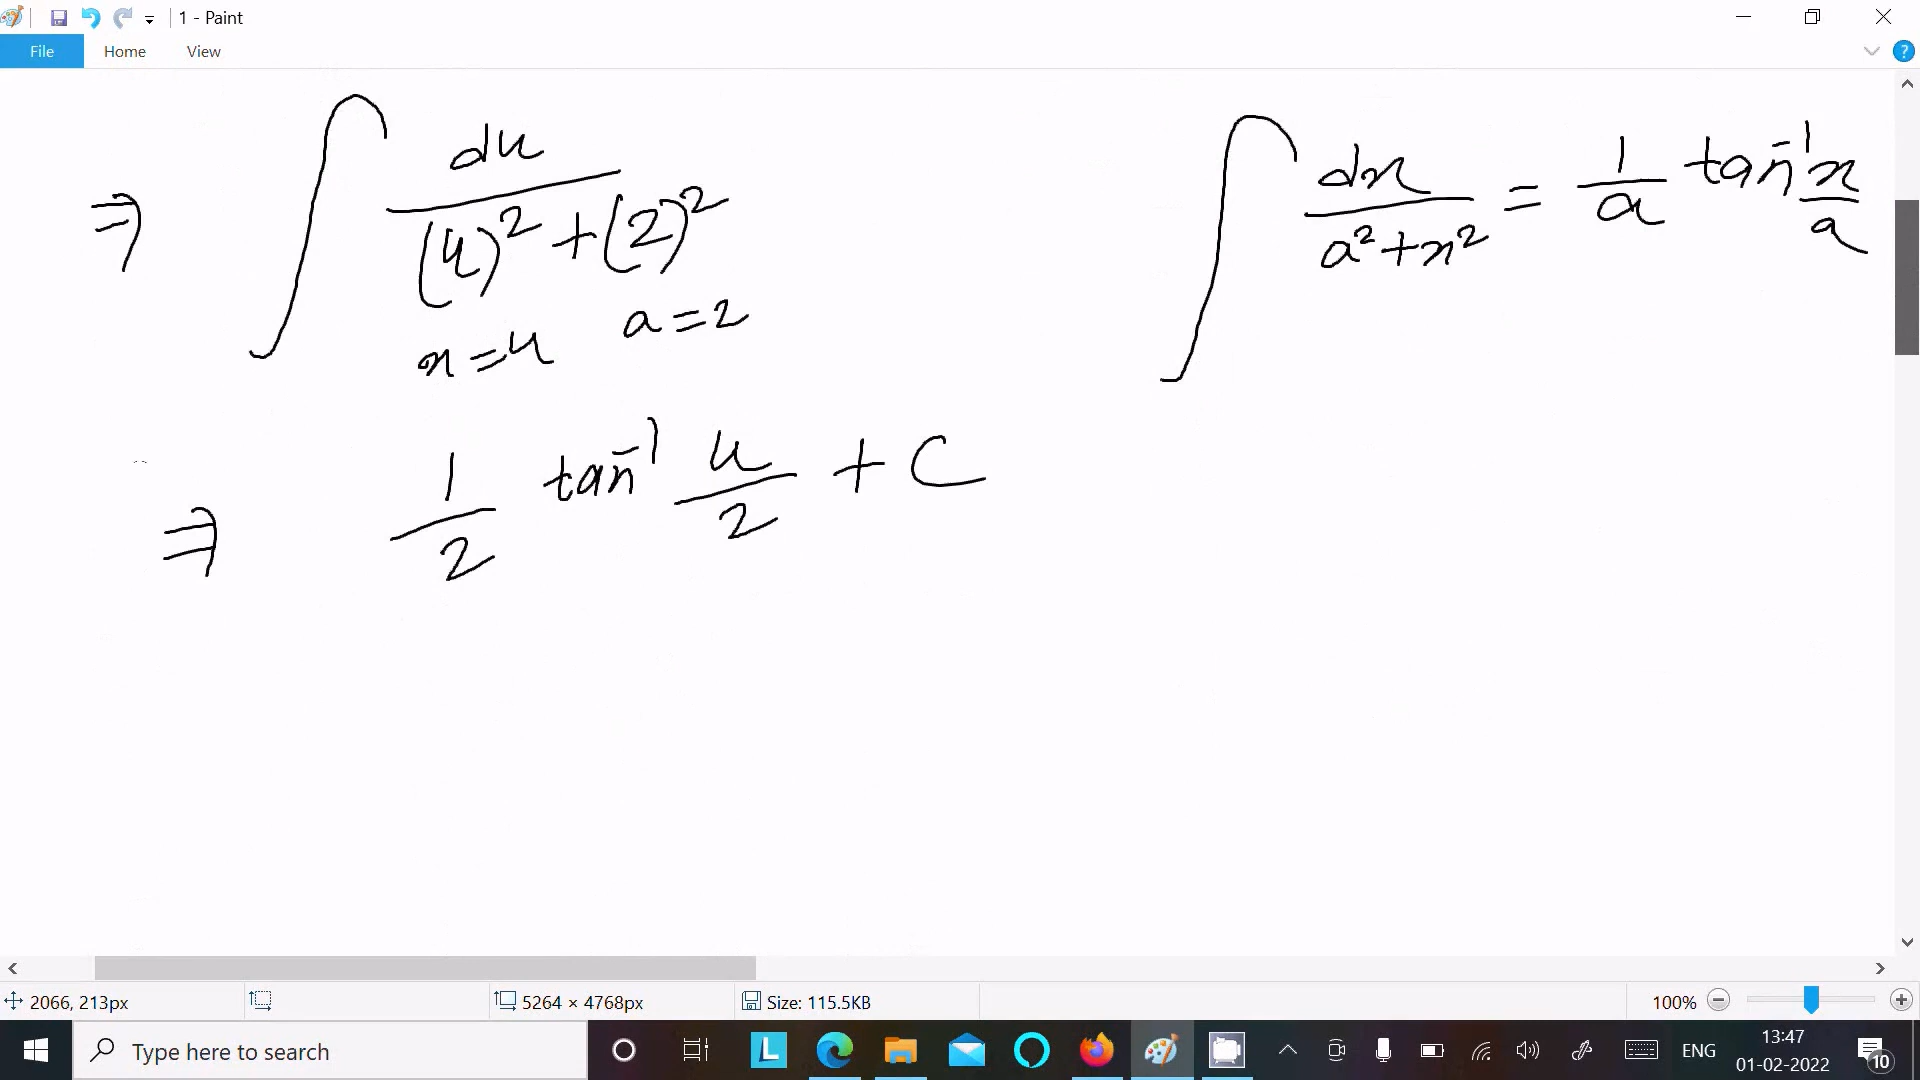 1 - Paint
File Home View
⇒ ∫ du / (u)² + (2)²
x = u a = 2
∫ dx / a² + x² = 1/a tan⁻¹ x/a
⇒ 1/2 tan⁻¹ u/2 + C
2066, 213px 5264 × 4768px Size: 115.5KB 100%
Type here to search
L
ENG
13:47
01-02-2022
10